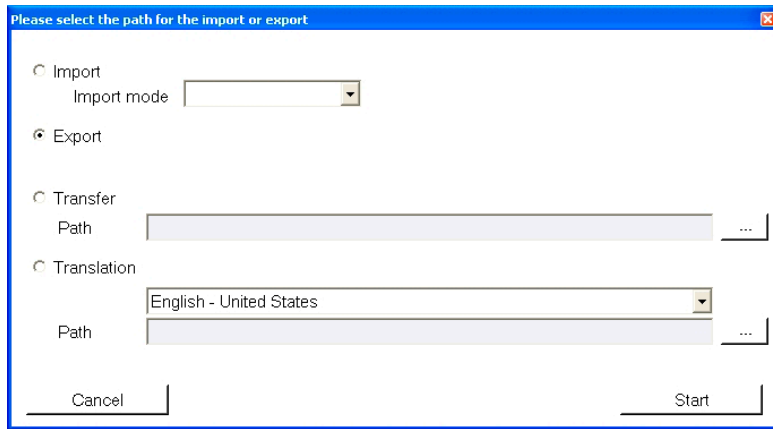 Please select the path for the import or export
Import
Import mode
Export
Transfer
Path
...
Translation
English - United States
Path
...
Cancel
Start